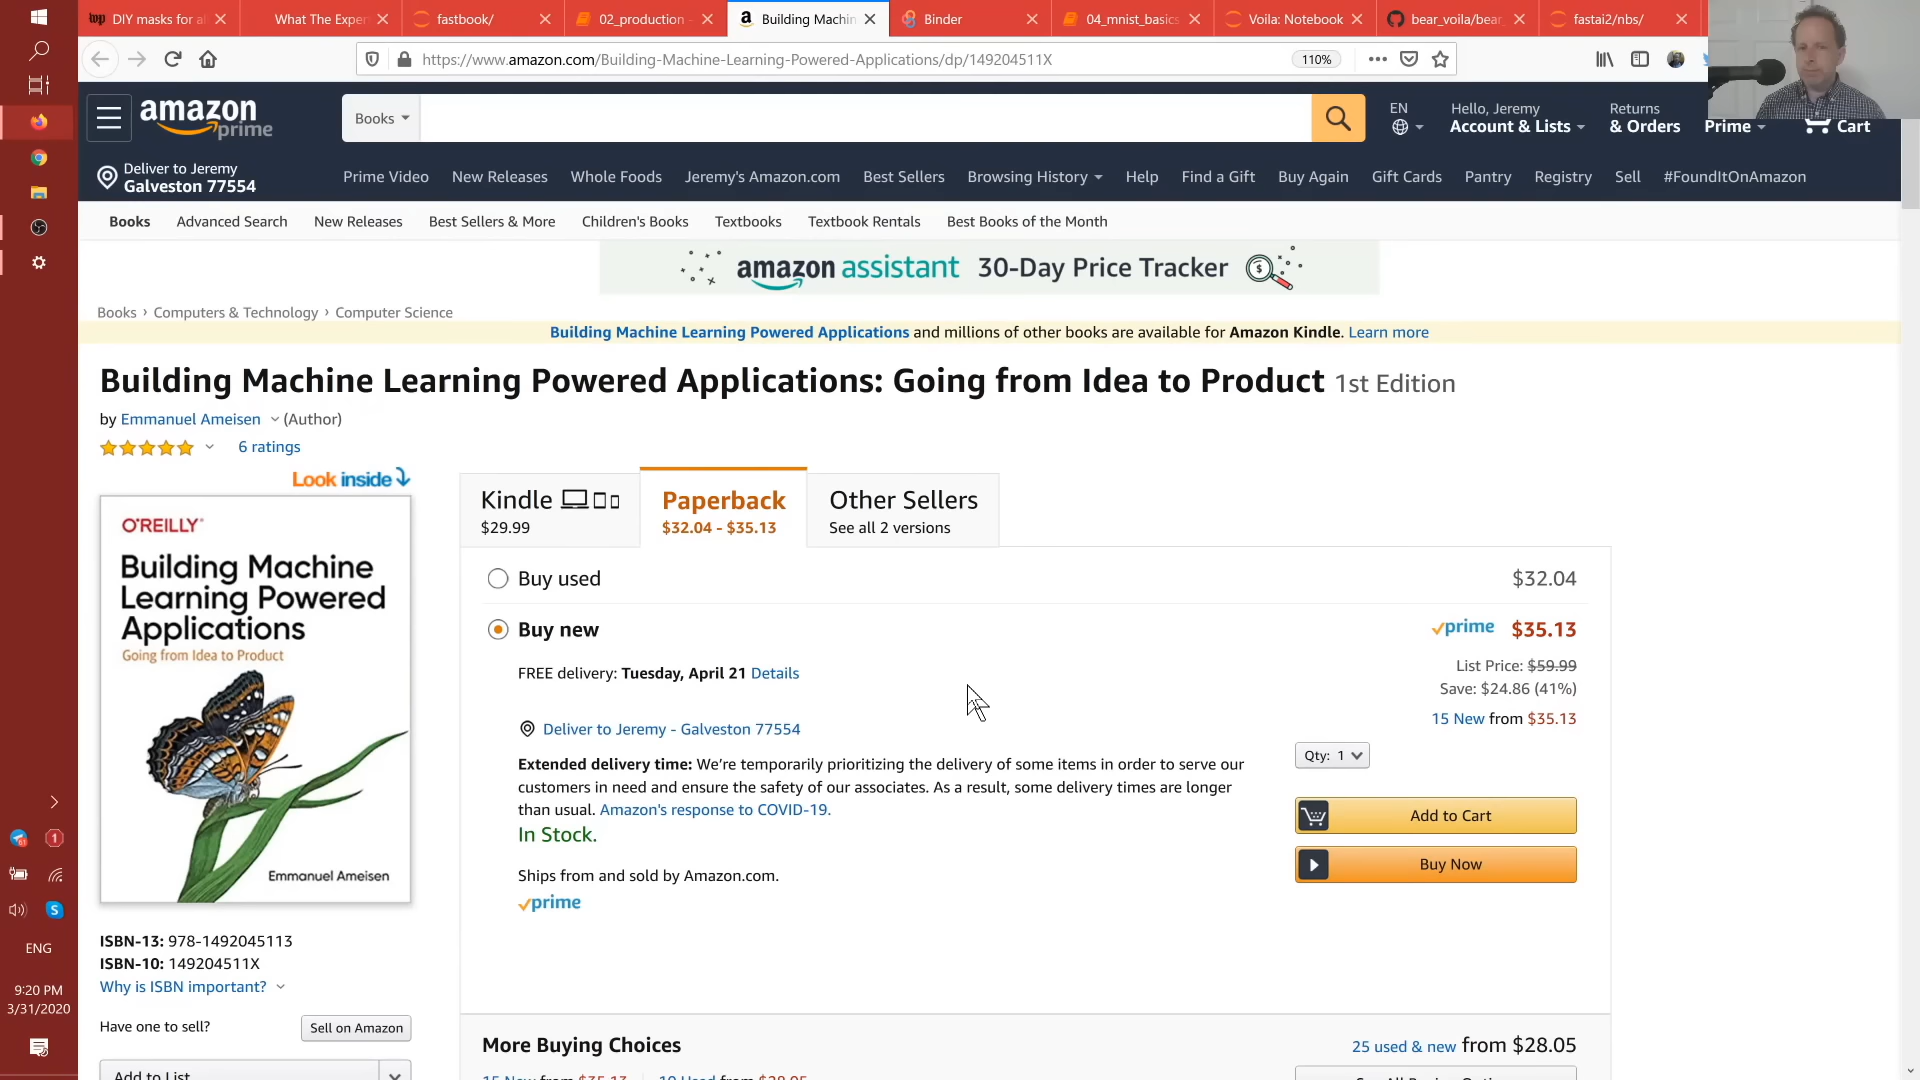 DIY masks for al
What The Exper
fastbook/
02_production -
Building Machin
Binder
04_mnist_basics
Voila: Notebook
bear_voila/bear
fastai2/nbs/
https://www.amazon.com/Building-Machine-Learning-Powered-Applications/dp/149204511X
110%
amazon
prime
Books
EN
Hello, Jeremy
Account & Lists
Returns
& Orders
Prime
Cart
Deliver to Jeremy
Galveston 77554
Prime Video
New Releases
Whole Foods
Jeremy's Amazon.com
Best Sellers
Browsing History
Help
Find a Gift
Buy Again
Gift Cards
Pantry
Registry
Sell
#FoundItOnAmazon
Books
Advanced Search
New Releases
Best Sellers & More
Children's Books
Textbooks
Textbook Rentals
Best Books of the Month
amazon assistant 30-Day Price Tracker
Books › Computers & Technology › Computer Science
Building Machine Learning Powered Applications and millions of other books are available for Amazon Kindle. Learn more
Building Machine Learning Powered Applications: Going from Idea to Product 1st Edition
by Emmanuel Ameisen (Author)
6 ratings
Look inside
O'REILLY
Building Machine
Learning Powered
Applications
Going from Idea to Product
Emmanuel Ameisen
Kindle
$29.99
Paperback
$32.04 - $35.13
Other Sellers
See all 2 versions
Buy used
$32.04
Buy new
prime $35.13
List Price: $59.99
Save: $24.86 (41%)
15 New from $35.13
FREE delivery: Tuesday, April 21 Details
Deliver to Jeremy - Galveston 77554
Qty: 1
Extended delivery time: We're temporarily prioritizing the delivery of some items in order to serve our
customers in need and ensure the safety of our associates. As a result, some delivery times are longer
than usual. Amazon's response to COVID-19.
In Stock.
Add to Cart
Buy Now
Ships from and sold by Amazon.com.
prime
ISBN-13: 978-1492045113
ISBN-10: 149204511X
Why is ISBN important?
Have one to sell?
Sell on Amazon
Add to List
More Buying Choices
25 used & new from $28.05
15 New from $35.13
10 Used from $28.05
ENG
9:20 PM
3/31/2020